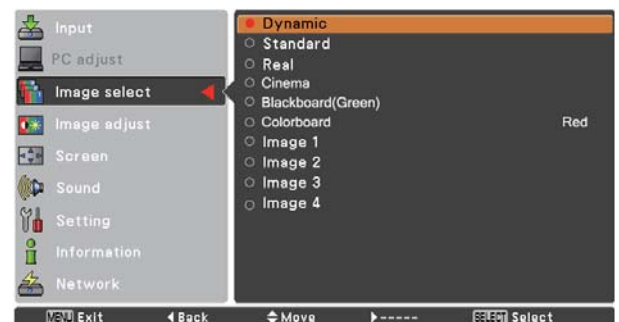 Input
PC adjust
Image select
Image adjust
Screen
Sound
Setting
Information
Network
Dynamic
Standard
Real
Cinema
Blackboard(Green)
Colorboard Red
Image 1
Image 2
Image 3
Image 4
MENU Exit ◀Back ◆Move ▶----- SELECT Select